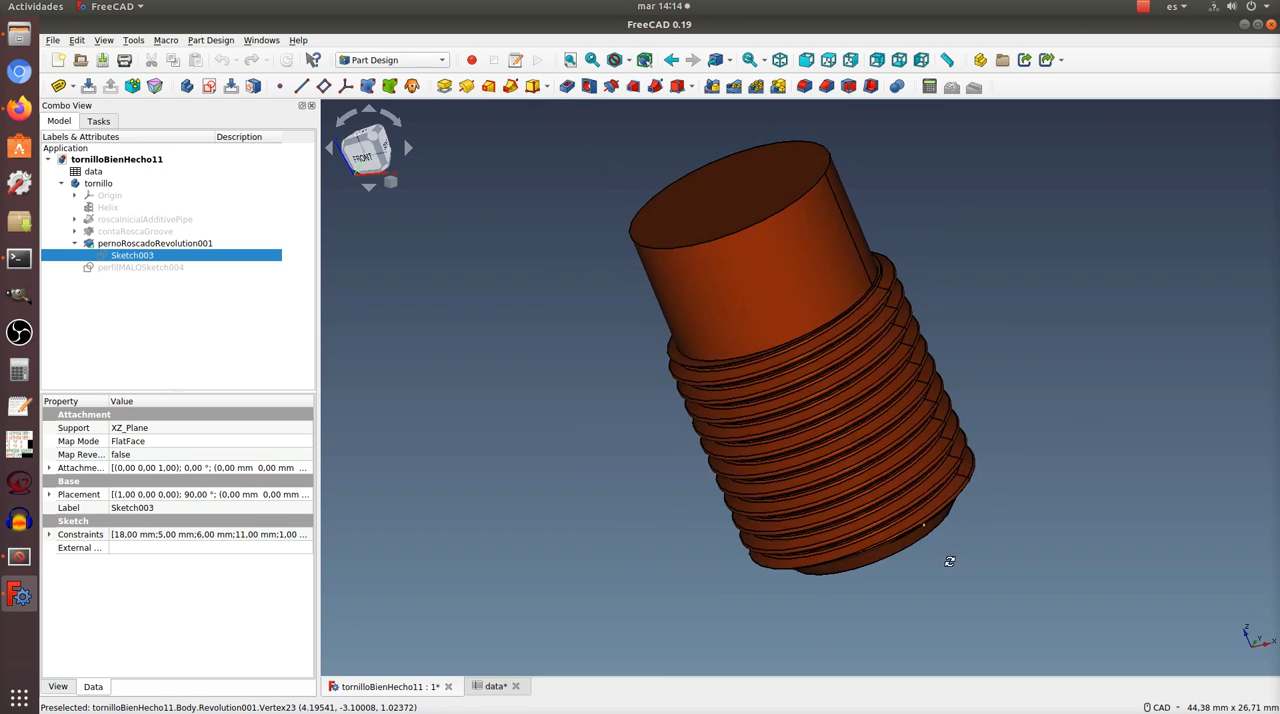 Actividades FreeCAD mar 14:14 es
FreeCAD 0.19
File Edit View Tools Macro Part Design Windows Help
Part Design
Combo View
Model Tasks
Labels & Attributes Description
Application
tornilloBienHecho11
data
tornillo
Origin
Helix
roscaInicialAdditivePipe
contaRoscaGroove
pernoRoscadoRevolution001
Sketch003
perfilMALOSketch004
FRONT
Property Value
Attachment
Support XZ_Plane
Map Mode FlatFace
Map Reve... false
Attachme... [(0,00 0,00 1,00); 0,00 °; (0,00 mm 0,00 mm ...
Base
Placement [(1,00 0,00 0,00); 90,00 °; (0,00 mm 0,00 mm ...
Label Sketch003
Sketch
Constraints [18,00 mm;5,00 mm;6,00 mm;11,00 mm;1,00 ...
External ...
Z Y X
View Data
tornilloBienHecho11 : 1* data*
Preselected: tornilloBienHecho11.Body.Revolution001.Vertex23 (4.19541, -3.10008, 1.02372) CAD 44,38 mm x 26,71 mm